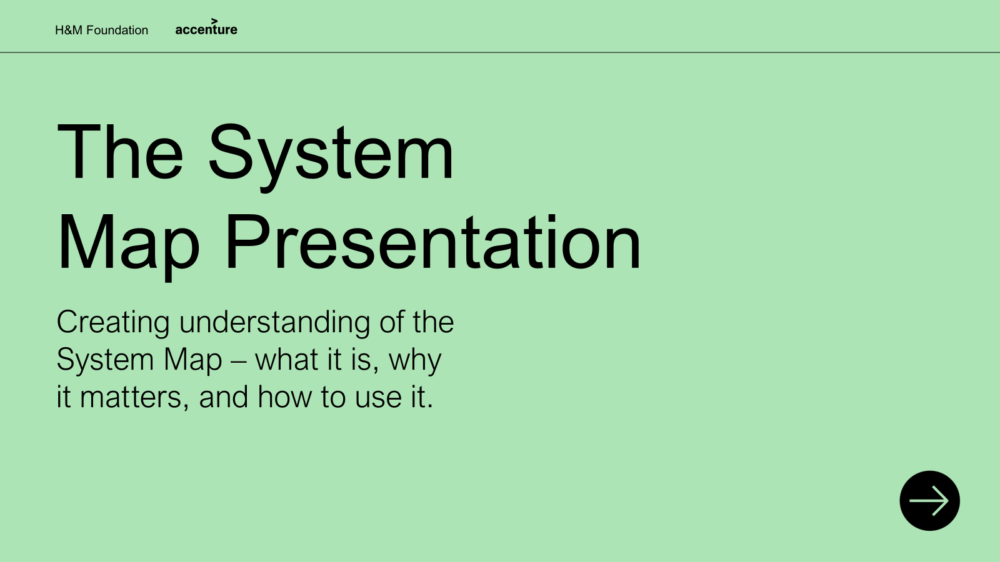 H&M Foundation
accenture
The System
Map Presentation
Creating understanding of the
System Map – what it is, why
it matters, and how to use it.